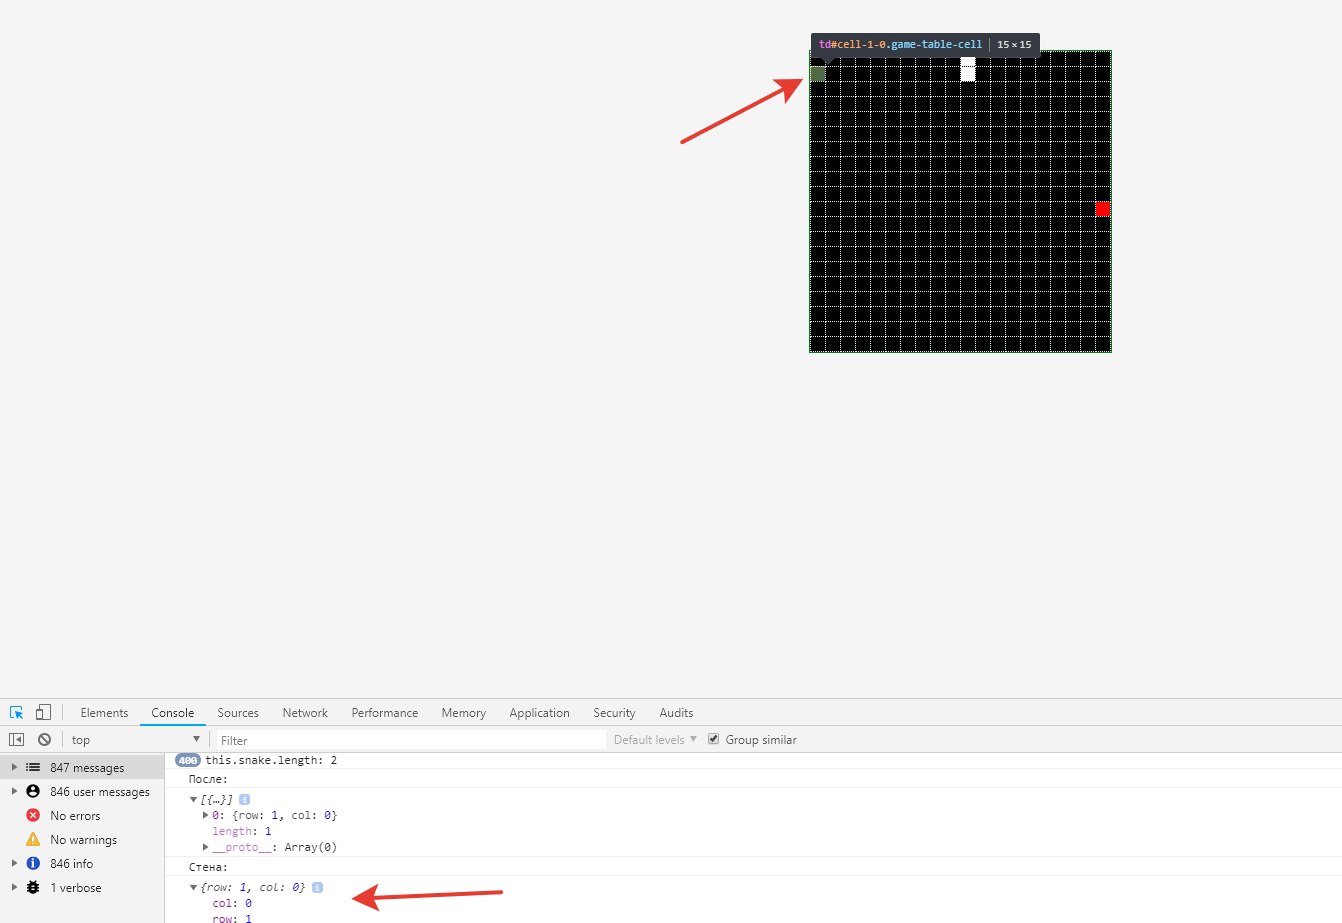 td#cell-1-0.game-table-cell | 15 × 15
Elements Console Sources Network Performance Memory Application Security Audits
top Filter Default levels Group similar
847 messages
846 user messages
No errors
No warnings
846 info
1 verbose
400 this.snake.length: 2
После:
[{…}] i
0: {row: 1, col: 0}
length: 1
__proto__: Array(0)
Стена:
{row: 1, col: 0} i
col: 0
row: 1